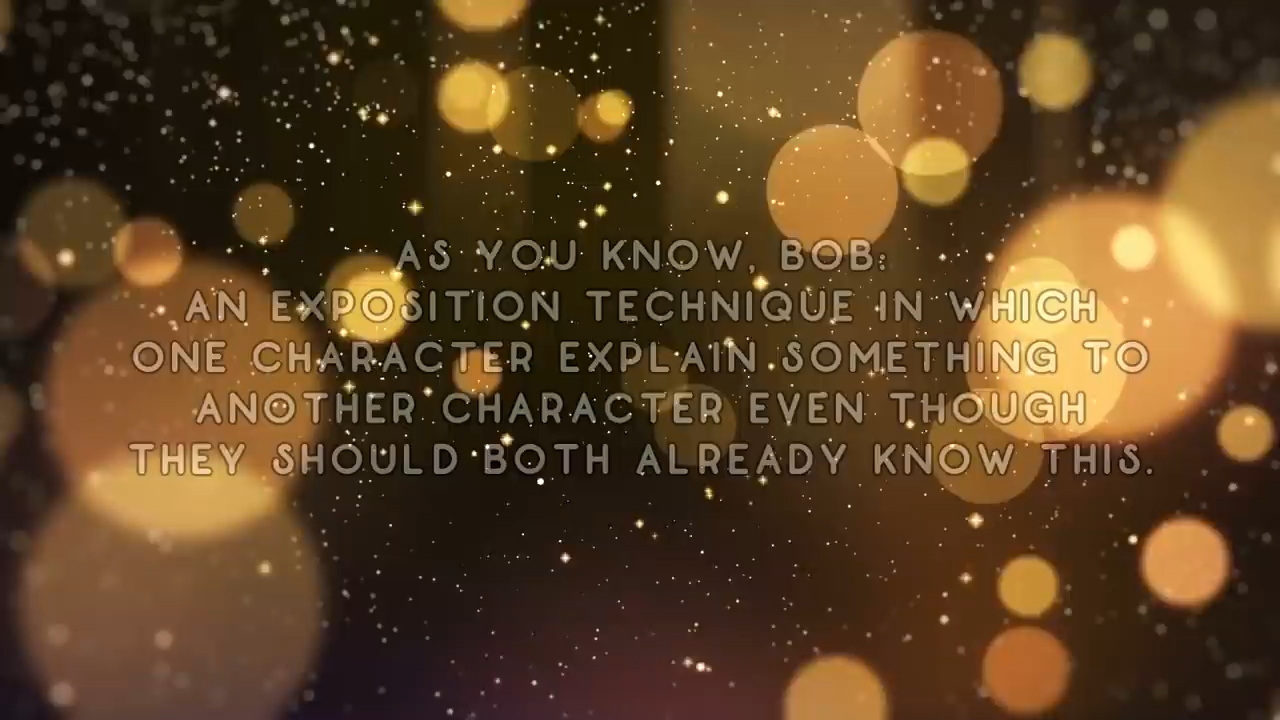 AS YOU KNOW, BOB:
AN EXPOSITION TECHNIQUE IN WHICH
ONE CHARACTER EXPLAIN SOMETHING TO
ANOTHER CHARACTER EVEN THOUGH
THEY SHOULD BOTH ALREADY KNOW THIS.